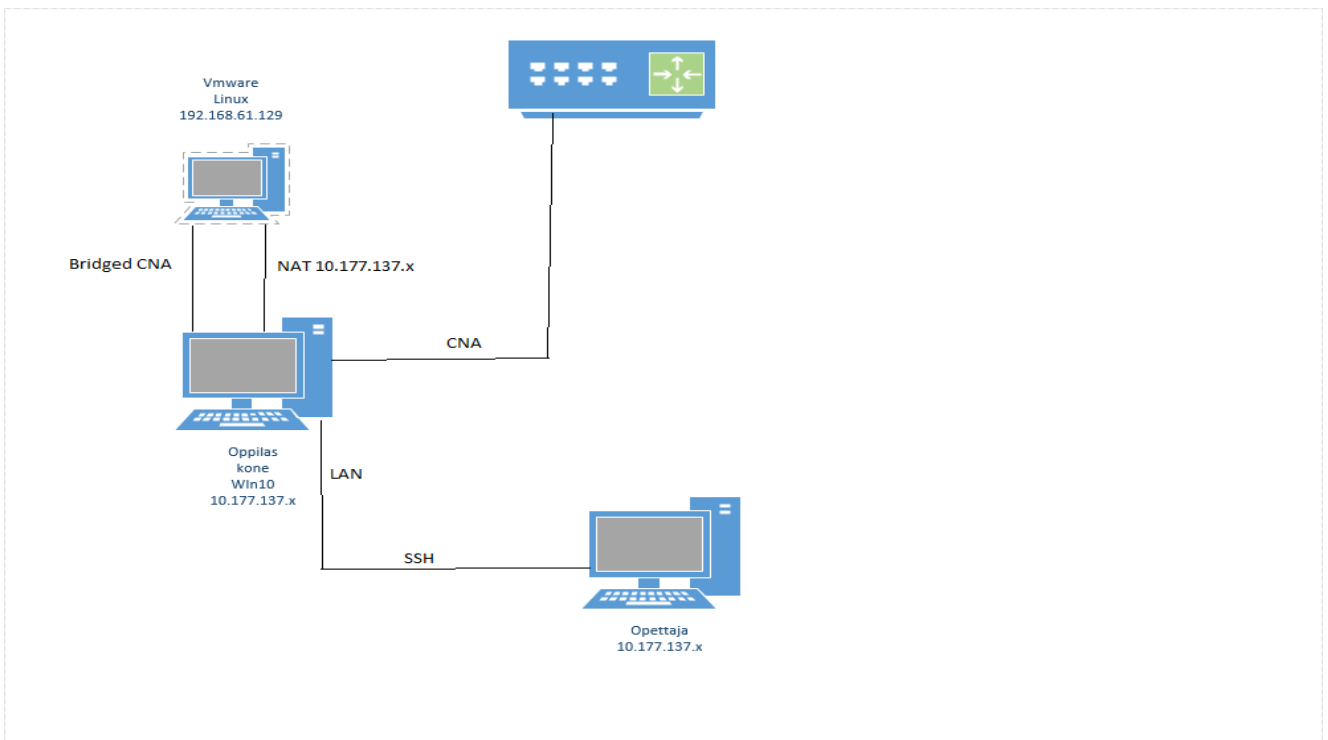 Vmware
Linux
192.168.61.129
Bridged CNA
NAT 10.177.137.x
CNA
Oppilas
kone
WIn10
10.177.137.x
LAN
SSH
Opettaja
10.177.137.x